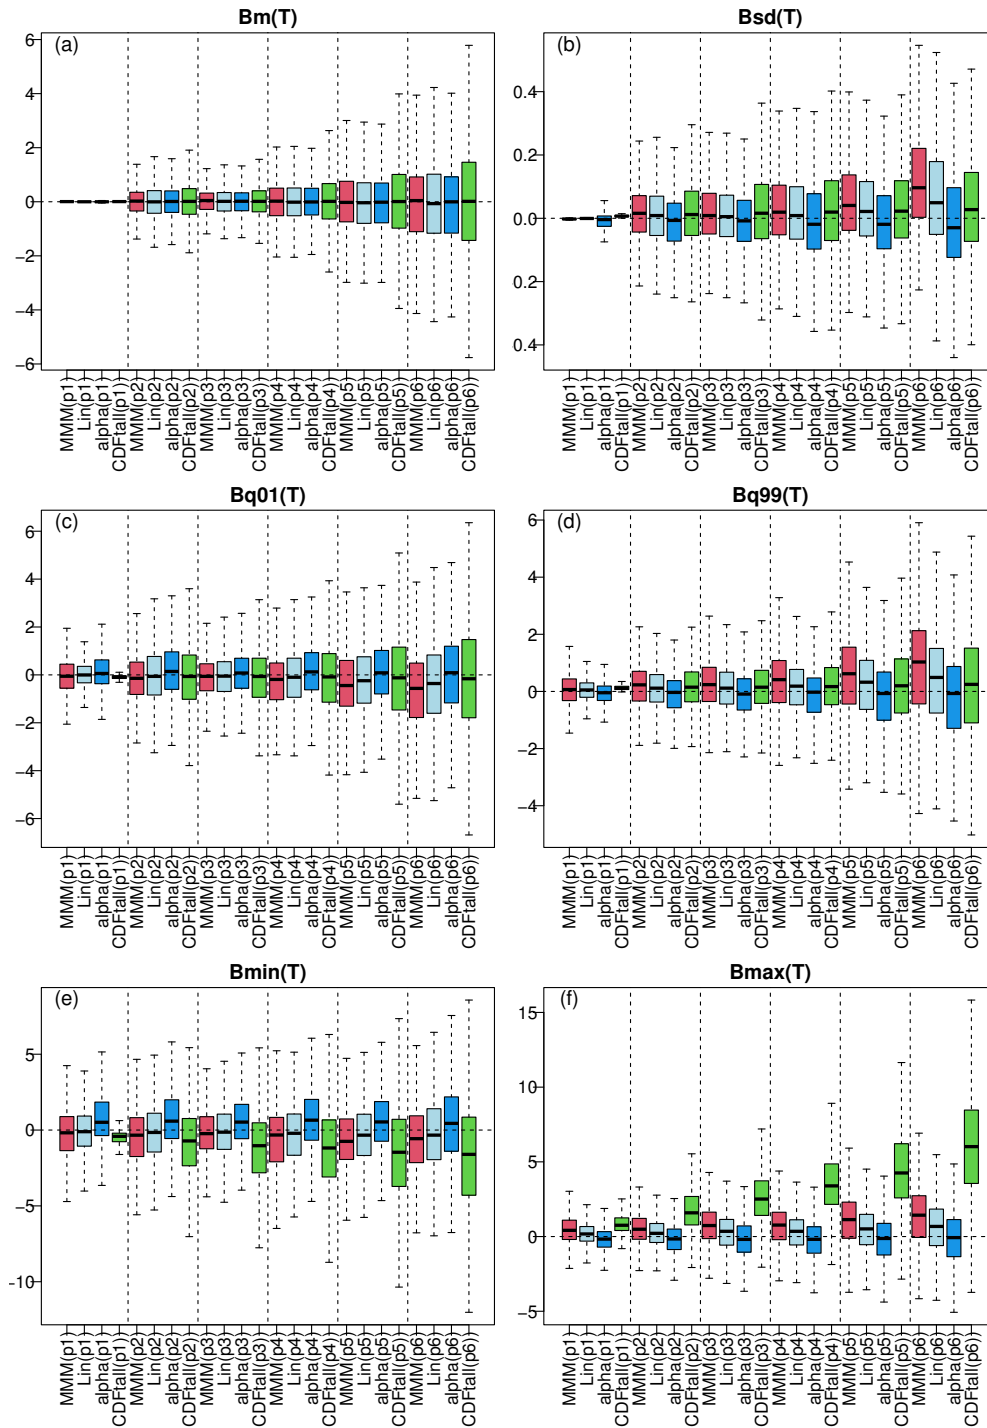 Bm(T)
(a)
6
4
2
0
−2
−4
−6
MMM(p1)
Lin(p1)
alpha(p1)
CDFtall(p1))
MMM(p2)
Lin(p2)
alpha(p2)
CDFtall(p2))
MMM(p3)
Lin(p3)
alpha(p3)
CDFtall(p3))
MMM(p4)
Lin(p4)
alpha(p4)
CDFtall(p4))
MMM(p5)
Lin(p5)
alpha(p5)
CDFtall(p5))
MMM(p6)
Lin(p6)
alpha(p6)
CDFtall(p6))
Bsd(T)
(b)
0.4
0.2
0.0
0.2
0.4
MMM(p1)
Lin(p1)
alpha(p1)
CDFtall(p1))
MMM(p2)
Lin(p2)
alpha(p2)
CDFtall(p2))
MMM(p3)
Lin(p3)
alpha(p3)
CDFtall(p3))
MMM(p4)
Lin(p4)
alpha(p4)
CDFtall(p4))
MMM(p5)
Lin(p5)
alpha(p5)
CDFtall(p5))
MMM(p6)
Lin(p6)
alpha(p6)
CDFtall(p6))
Bq01(T)
(c)
6
4
2
0
−2
−4
−6
MMM(p1)
Lin(p1)
alpha(p1)
CDFtall(p1))
MMM(p2)
Lin(p2)
alpha(p2)
CDFtall(p2))
MMM(p3)
Lin(p3)
alpha(p3)
CDFtall(p3))
MMM(p4)
Lin(p4)
alpha(p4)
CDFtall(p4))
MMM(p5)
Lin(p5)
alpha(p5)
CDFtall(p5))
MMM(p6)
Lin(p6)
alpha(p6)
CDFtall(p6))
Bq99(T)
(d)
6
4
2
0
−2
−4
MMM(p1)
Lin(p1)
alpha(p1)
CDFtall(p1))
MMM(p2)
Lin(p2)
alpha(p2)
CDFtall(p2))
MMM(p3)
Lin(p3)
alpha(p3)
CDFtall(p3))
MMM(p4)
Lin(p4)
alpha(p4)
CDFtall(p4))
MMM(p5)
Lin(p5)
alpha(p5)
CDFtall(p5))
MMM(p6)
Lin(p6)
alpha(p6)
CDFtall(p6))
Bmin(T)
(e)
5
0
−5
−10
MMM(p1)
Lin(p1)
alpha(p1)
CDFtall(p1))
MMM(p2)
Lin(p2)
alpha(p2)
CDFtall(p2))
MMM(p3)
Lin(p3)
alpha(p3)
CDFtall(p3))
MMM(p4)
Lin(p4)
alpha(p4)
CDFtall(p4))
MMM(p5)
Lin(p5)
alpha(p5)
CDFtall(p5))
MMM(p6)
Lin(p6)
alpha(p6)
CDFtall(p6))
Bmax(T)
(f)
15
10
5
0
−5
MMM(p1)
Lin(p1)
alpha(p1)
CDFtall(p1))
MMM(p2)
Lin(p2)
alpha(p2)
CDFtall(p2))
MMM(p3)
Lin(p3)
alpha(p3)
CDFtall(p3))
MMM(p4)
Lin(p4)
alpha(p4)
CDFtall(p4))
MMM(p5)
Lin(p5)
alpha(p5)
CDFtall(p5))
MMM(p6)
Lin(p6)
alpha(p6)
CDFtall(p6))